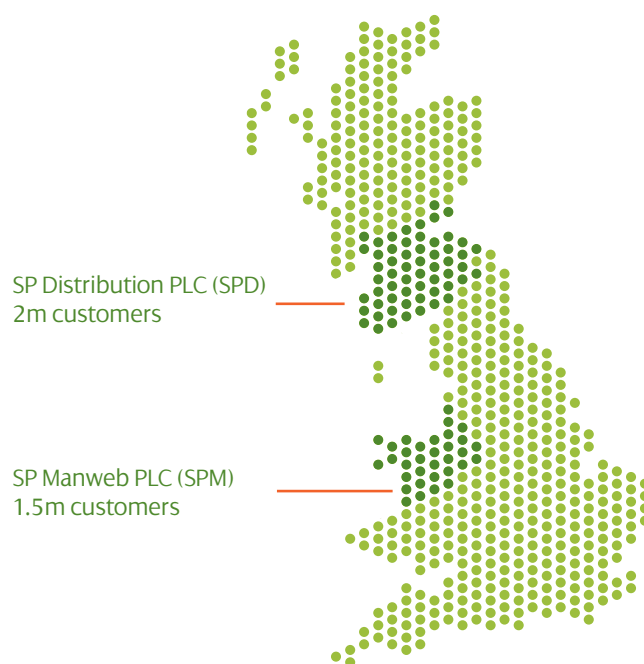 SP Distribution PLC (SPD)
2m customers
SP Manweb PLC (SPM)
1.5m customers